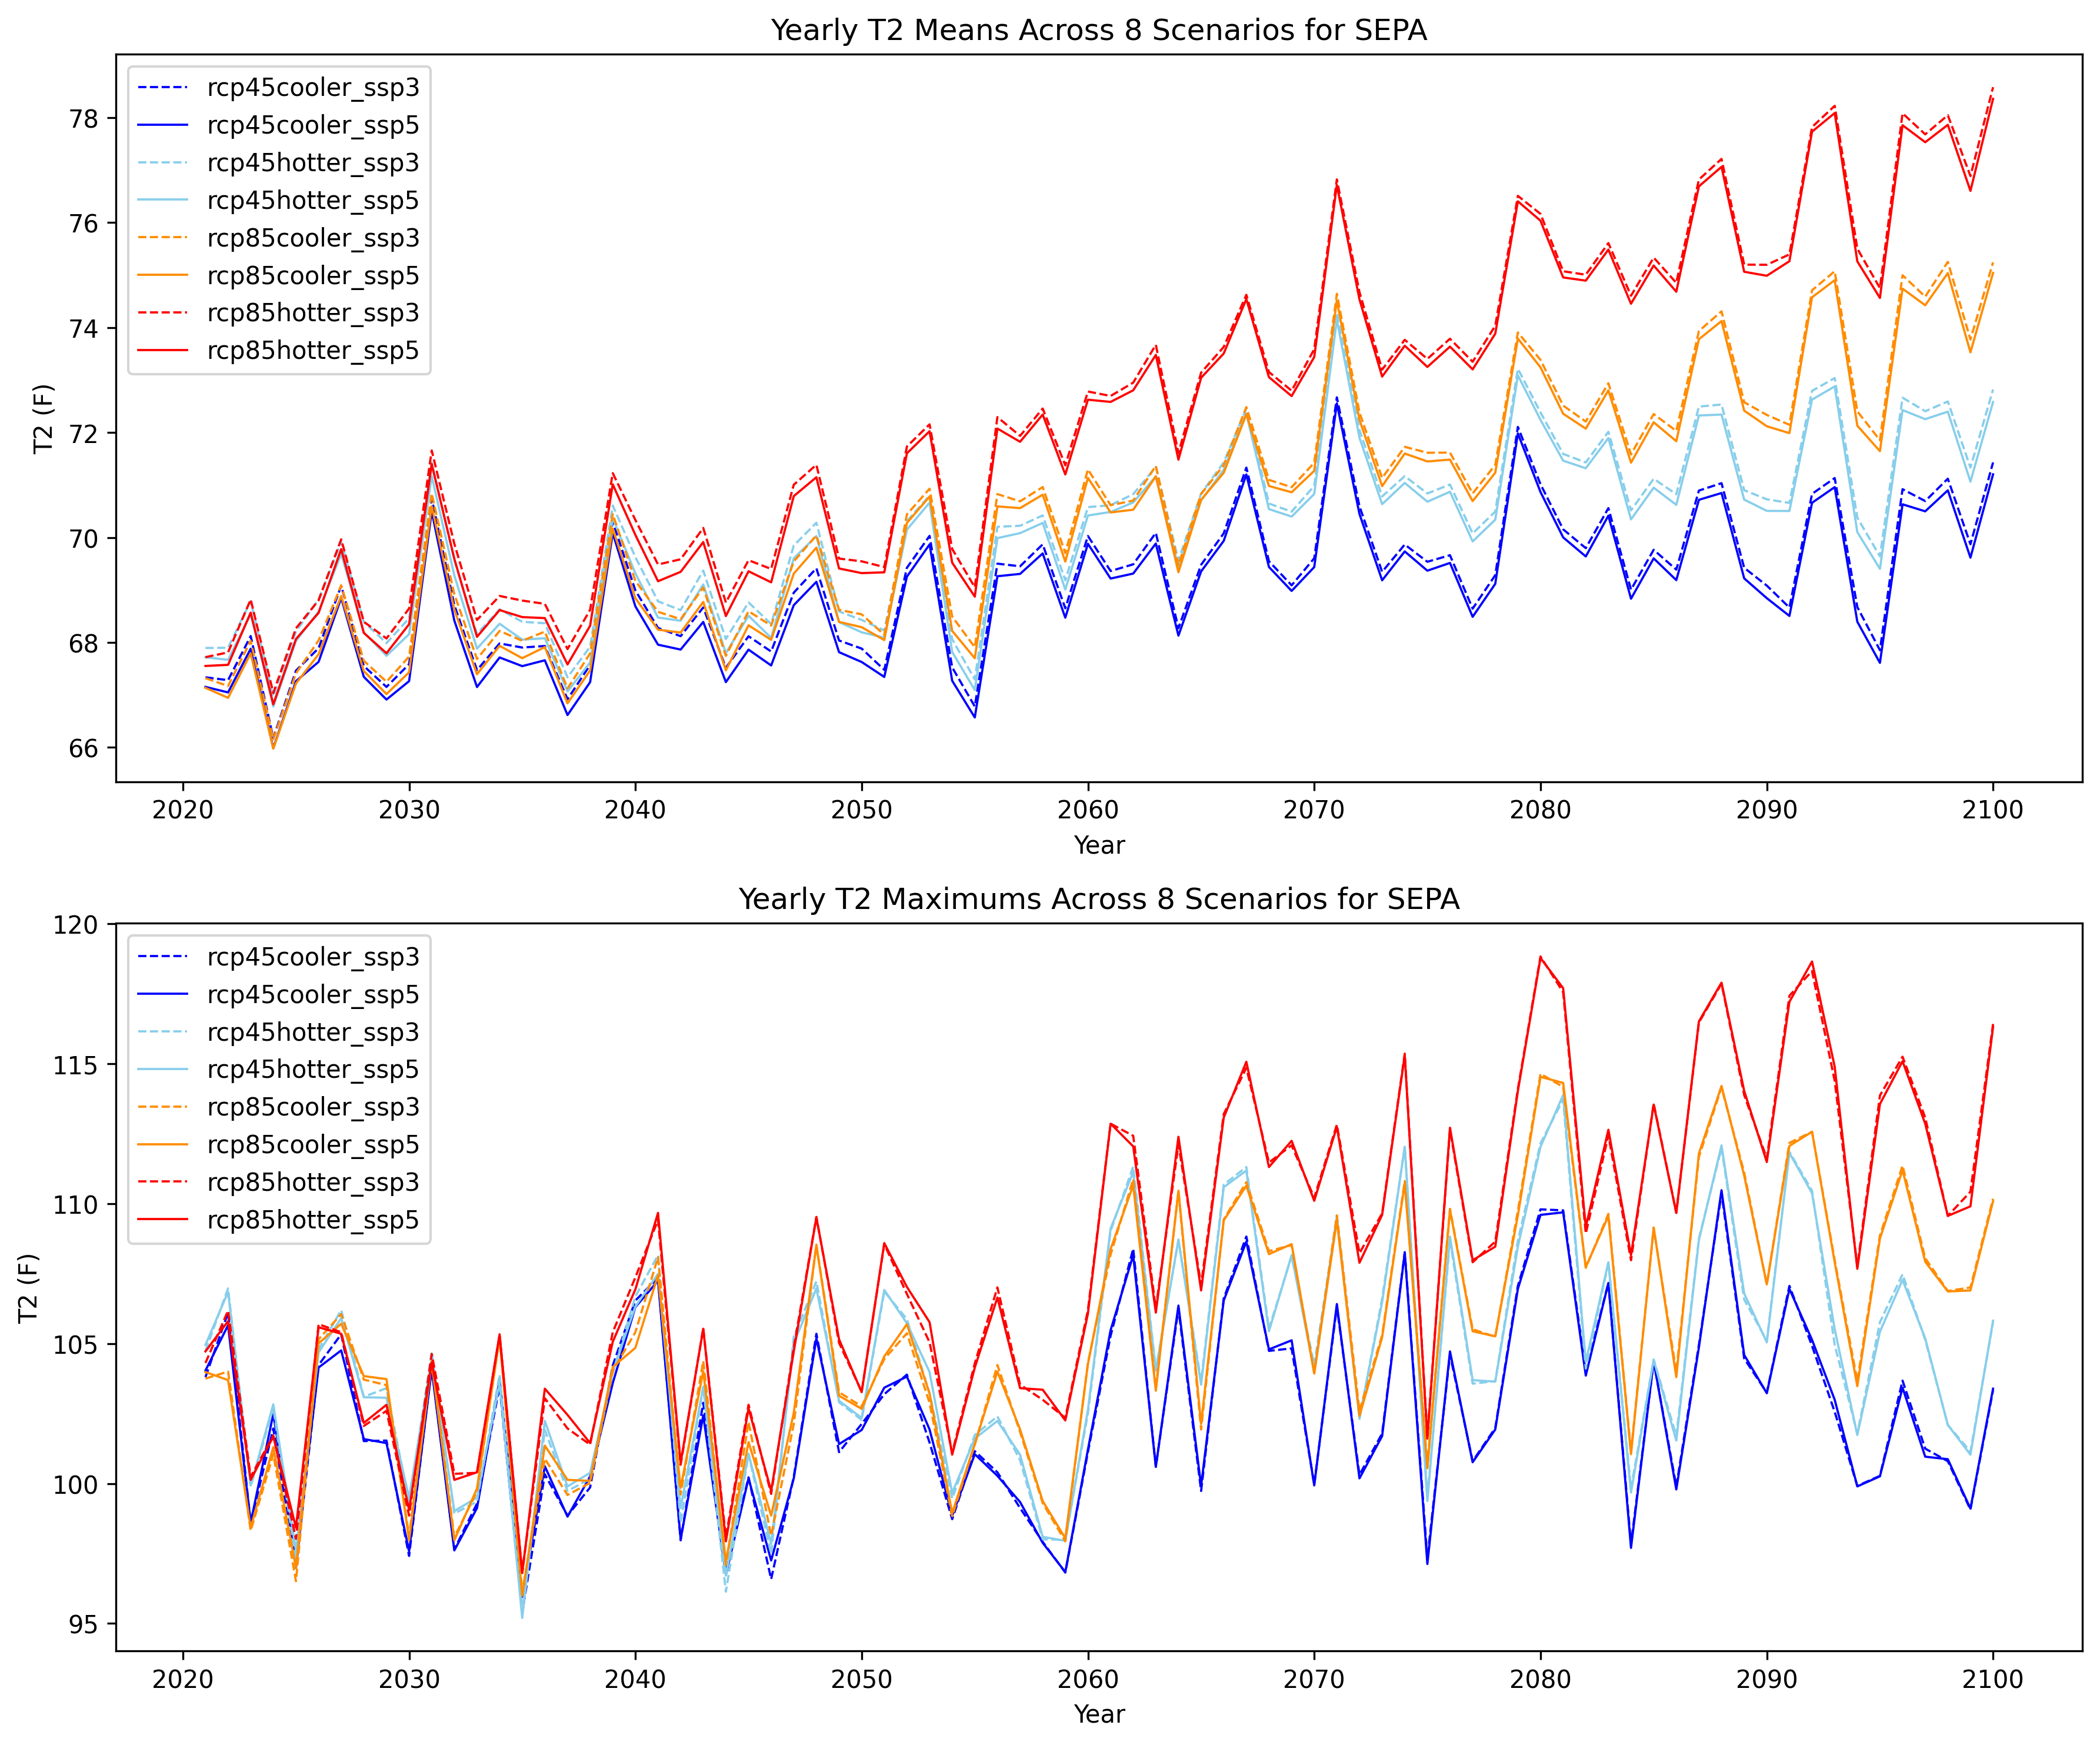 Yearly T2 Means Across 8 Scenarios for SEPA
rcp45cooler_ssp3
rcp45cooler_ssp5
rcp45hotter_ssp3
rcp45hotter_ssp5
rcp85cooler_ssp3
rcp85cooler_ssp5
rcp85hotter_ssp3
rcp85hotter_ssp5
78
76
74
72
70
68
66
T2 (F)
2020 2030 2040 2050 2060 2070 2080 2090 2100
Year
Yearly T2 Maximums Across 8 Scenarios for SEPA
rcp45cooler_ssp3
rcp45cooler_ssp5
rcp45hotter_ssp3
rcp45hotter_ssp5
rcp85cooler_ssp3
rcp85cooler_ssp5
rcp85hotter_ssp3
rcp85hotter_ssp5
120
115
110
105
100
95
T2 (F)
2020 2030 2040 2050 2060 2070 2080 2090 2100
Year